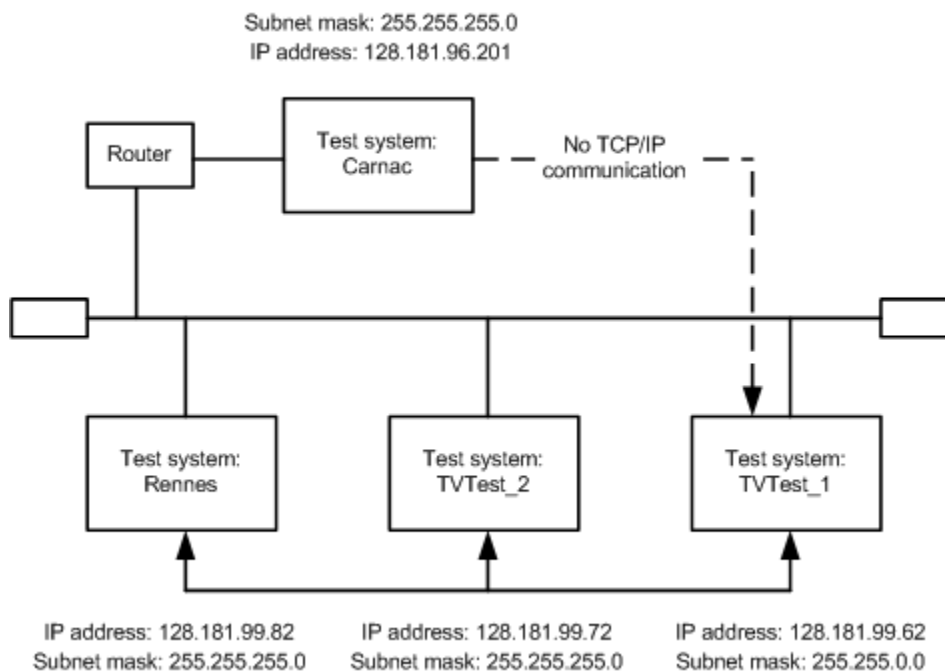 Subnet mask: 255.255.255.0
IP address: 128.181.96.201
Router
Test system:
Carnac
No TCP/IP
communication
Test system:
Rennes
Test system:
TVTest_2
Test system:
TVTest_1
IP address: 128.181.99.82
Subnet mask: 255.255.255.0
IP address: 128.181.99.72
Subnet mask: 255.255.255.0
IP address: 128.181.99.62
Subnet mask: 255.255.0.0